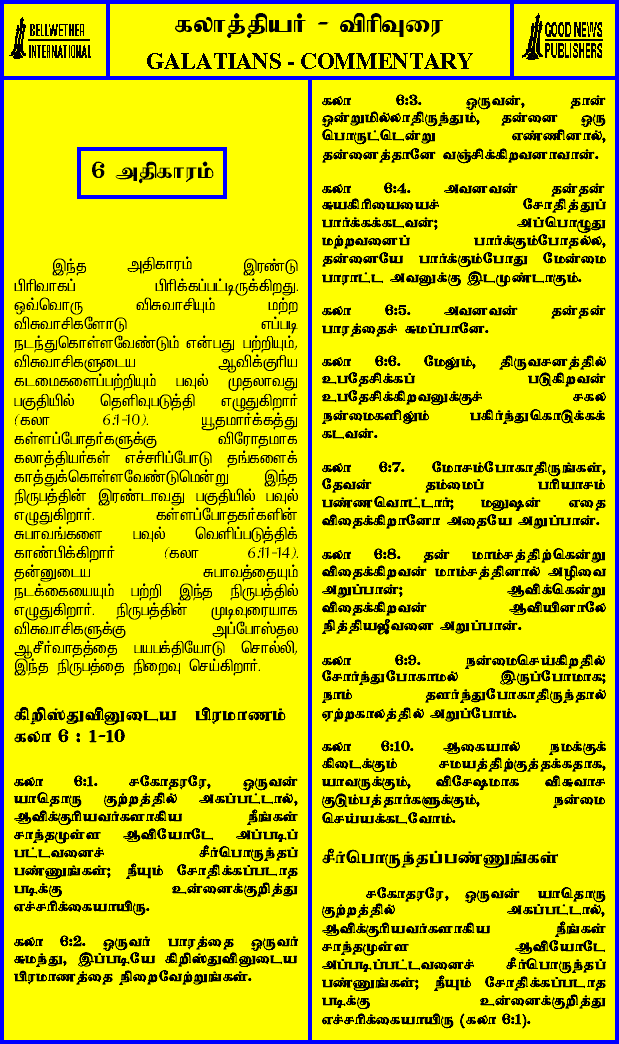 BELLWETHER
INTERNATIONAL
கலாத்தியர் - விரிவுரை
GALATIANS - COMMENTARY
GOOD NEWS
PUBLISHERS
6 அதிகாரம்
இந்த அதிகாரம் இரண்டு
பிரிவாகப் பிரிக்கப்பட்டிருக்கிறது.
ஒவ்வொரு விசுவாசியும் மற்ற
விசுவாசிகளோடு எப்படி
நடந்துகொள்ளவேண்டும் என்பது பற்றியும்,
விசுவாசிகளுடைய ஆவிக்குரிய
கடமைகளைப்பற்றியும் பவுல் முதலாவது
பகுதியில் தெளிவுபடுத்தி எழுதுகிறார்
(கலா 6:1-10). யூதமார்க்கத்து
கள்ளப்போதர்களுக்கு விரோதமாக
கலாத்தியர்கள் எச்சரிப்போடு தங்களைக்
காத்துக்கொள்ளவேண்டுமென்று இந்த
நிருபத்தின் இரண்டாவது பகுதியில் பவுல்
எழுதுகிறார். கள்ளப்போதகர்களின்
சுபாவங்களை பவுல் வெளிப்படுத்திக்
காண்பிக்கிறார் (கலா 6:11-14).
தன்னுடைய சுபாவத்தையும்
நடக்கையையும் பற்றி இந்த நிருபத்தில்
எழுதுகிறார். நிருபத்தின் முடிவுரையாக
விசுவாசிகளுக்கு அப்போஸ்தல
ஆசீர்வாதத்தை பயபக்தியோடு சொல்லி,
இந்த நிருபத்தை நிறைவு செய்கிறார்.
கிறிஸ்துவினுடைய பிரமாணம்
கலா 6 : 1-10
கலா 6:1. சகோதரரே, ஒருவன்
யாதொரு குற்றத்தில் அகப்பட்டால்,
ஆவிக்குரியவர்களாகிய நீங்கள்
சாந்தமுள்ள ஆவியோடே அப்படிப்
பட்டவனைச் சீர்பொருந்தப்
பண்ணுங்கள்; நீயும் சோதிக்கப்படாத
படிக்கு உன்னைக்குறித்து
எச்சரிக்கையாயிரு.
கலா 6:2. ஒருவர் பாரத்தை ஒருவர்
சுமந்து, இப்படியே கிறிஸ்துவினுடைய
பிரமாணத்தை நிறைவேற்றுங்கள்.
கலா 6:3. ஒருவன், தான்
ஒன்றுமில்லாதிருந்தும், தன்னை ஒரு
பொருட்டென்று எண்ணினால்,
தன்னைத்தானே வஞ்சிக்கிறவனாவான்.
கலா 6:4. அவனவன் தன்தன்
சுயகிரியையைச் சோதித்துப்
பார்க்கக்கடவன்; அப்பொழுது
மற்றவனைப் பார்க்கும்போதல்ல,
தன்னையே பார்க்கும்போது மேன்மை
பாராட்ட அவனுக்கு இடமுண்டாகும்.
கலா 6:5. அவனவன் தன்தன்
பாரத்தைச் சுமப்பானே.
கலா 6:6. மேலும், திருவசனத்தில்
உபதேசிக்கப் படுகிறவன்
உபதேசிக்கிறவனுக்குச் சகல
நன்மைகளிலும் பகிர்ந்துகொடுக்கக்
கடவன்.
கலா 6:7. மோசம்போகாதிருங்கள்,
தேவன் தம்மைப் பரியாசம்
பண்ணவொட்டார்; மனுஷன் எதை
விதைக்கிறானோ அதையே அறுப்பான்.
கலா 6:8. தன் மாம்சத்திற்கென்று
விதைக்கிறவன் மாம்சத்தினால் அழிவை
அறுப்பான்; ஆவிக்கென்று
விதைக்கிறவன் ஆவியினாலே
நித்தியஜீவனை அறுப்பான்.
கலா 6:9. நன்மைசெய்கிறதில்
சோர்ந்துபோகாமல் இருப்போமாக;
நாம் தளர்ந்துபோகாதிருந்தால்
ஏற்றகாலத்தில் அறுப்போம்.
கலா 6:10. ஆகையால் நமக்குக்
கிடைக்கும் சமயத்திற்குத்தக்கதாக,
யாவருக்கும், விசேஷமாக விசுவாச
குடும்பத்தார்களுக்கும், நன்மை
செய்யக்கடவோம்.
சீர்பொருந்தப்பண்ணுங்கள்
சகோதரரே, ஒருவன் யாதொரு
குற்றத்தில் அகப்பட்டால்,
ஆவிக்குரியவர்களாகிய நீங்கள்
சாந்தமுள்ள ஆவியோடே
அப்படிப்பட்டவனைச் சீர்பொருந்தப்
பண்ணுங்கள்; நீயும் சோதிக்கப்படாத
படிக்கு உன்னைக்குறித்து
எச்சரிக்கையாயிரு (கலா 6:1).